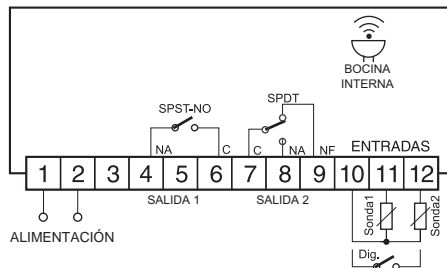 BOCINA
INTERNA
SPST-NO
SPDT
NA
C
C
NA
NF
ENTRADAS
1 2 3 4 5 6 7 8 9 10 11 12
SALIDA 1
SALIDA 2
Sonda1
Sonda2
ALIMENTACIÓN
Dig.